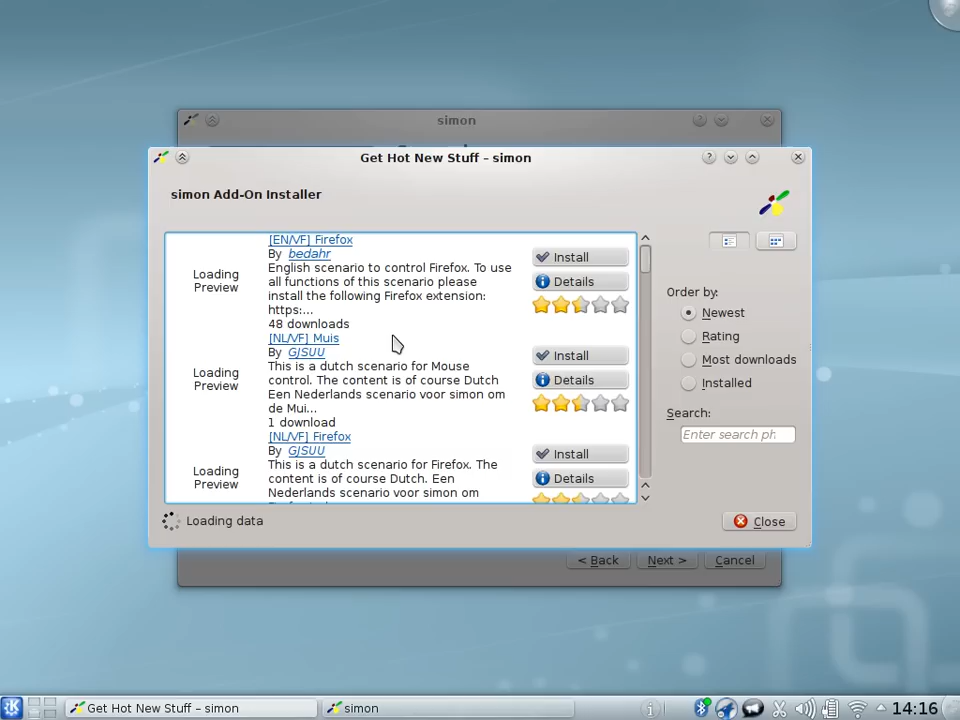 simon
Get Hot New Stuff – simon
simon Add-On Installer
[EN/VF] Firefox
By bedahr
English scenario to control Firefox. To use
all functions of this scenario please
install the following Firefox extension:
https:...
48 downloads
Loading
Preview
Install
Details
[NL/VF] Muis
By GJSUU
This is a dutch scenario for Mouse
control. The content is of course Dutch
Een Nederlands scenario voor simon om
de Mui...
1 download
Loading
Preview
Install
Details
[NL/VF] Firefox
By GJSUU
This is a dutch scenario for Firefox. The
content is of course Dutch. Een
Nederlands scenario voor simon om
Loading
Preview
Install
Details
Order by:
Newest
Rating
Most downloads
Installed
Search:
Enter search ph
Loading data
Close
< Back
Next >
Cancel
Get Hot New Stuff – simon
simon
14:16